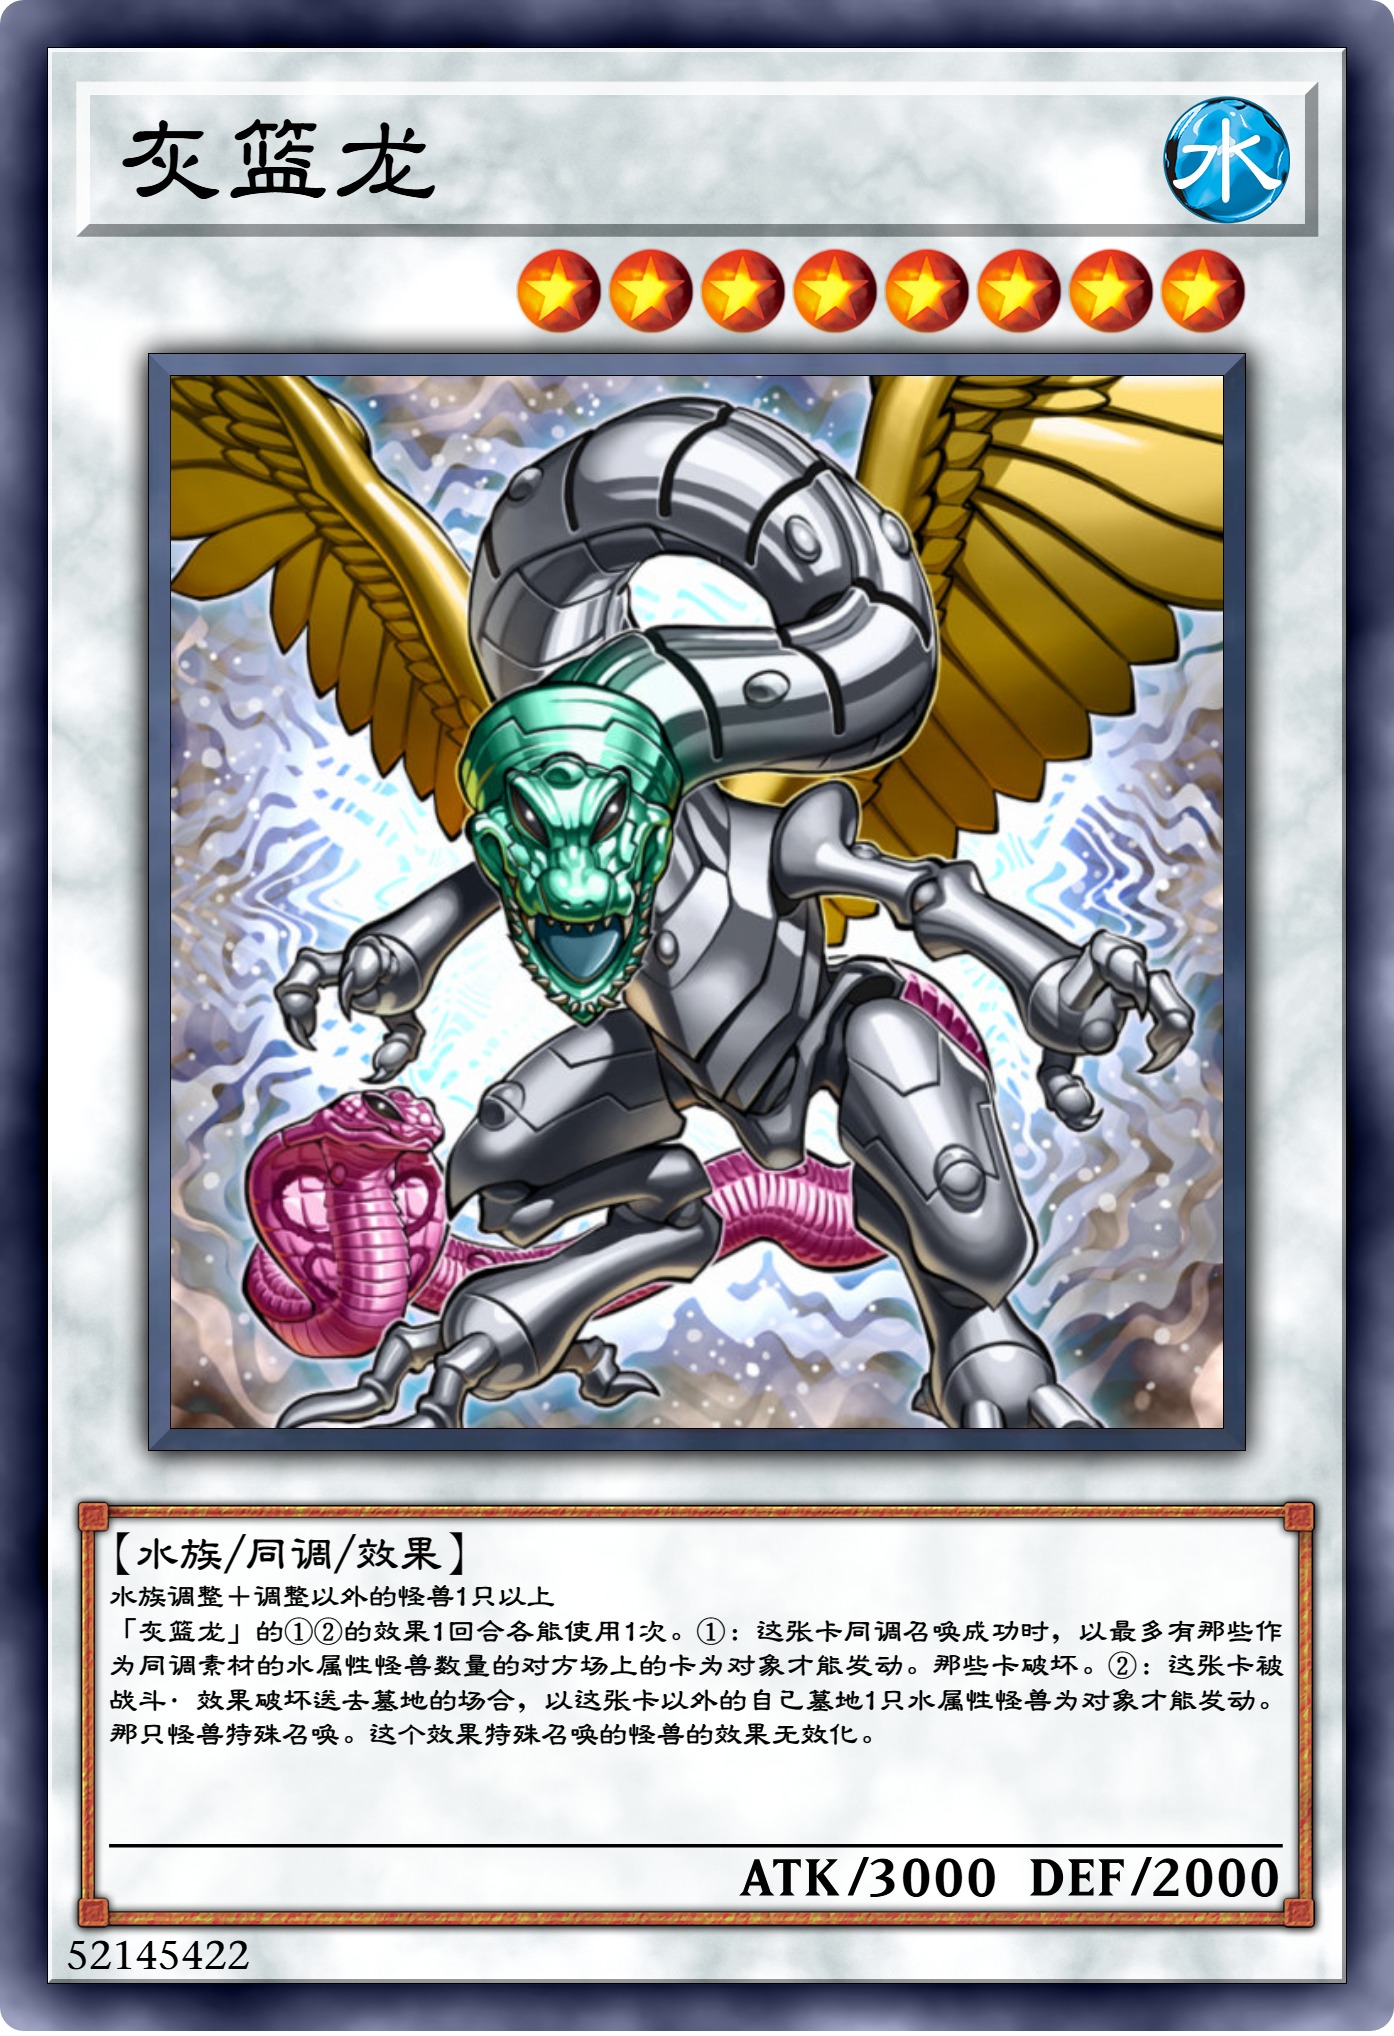 灰篮龙
水
【水族/同调/效果】
水族调整＋调整以外的怪兽1只以上
「灰篮龙」的①②的效果1回合各能使用1次。①：这张卡同调召唤成功时，以最多有那些作
为同调素材的水属性怪兽数量的对方场上的卡为对象才能发动。那些卡破坏。②：这张卡被
战斗·效果破坏送去墓地的场合，以这张卡以外的自己墓地1只水属性怪兽为对象才能发动。
那只怪兽特殊召唤。这个效果特殊召唤的怪兽的效果无效化。
ATK/3000 DEF/2000
52145422